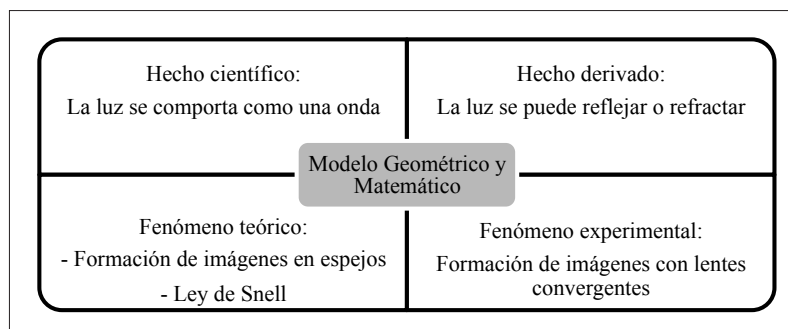 Hecho científico:
La luz se comporta como una onda
Hecho derivado:
La luz se puede reflejar o refractar
Modelo Geométrico y
Matemático
Fenómeno teórico:
- Formación de imágenes en espejos
- Ley de Snell
Fenómeno experimental:
Formación de imágenes con lentes
convergentes